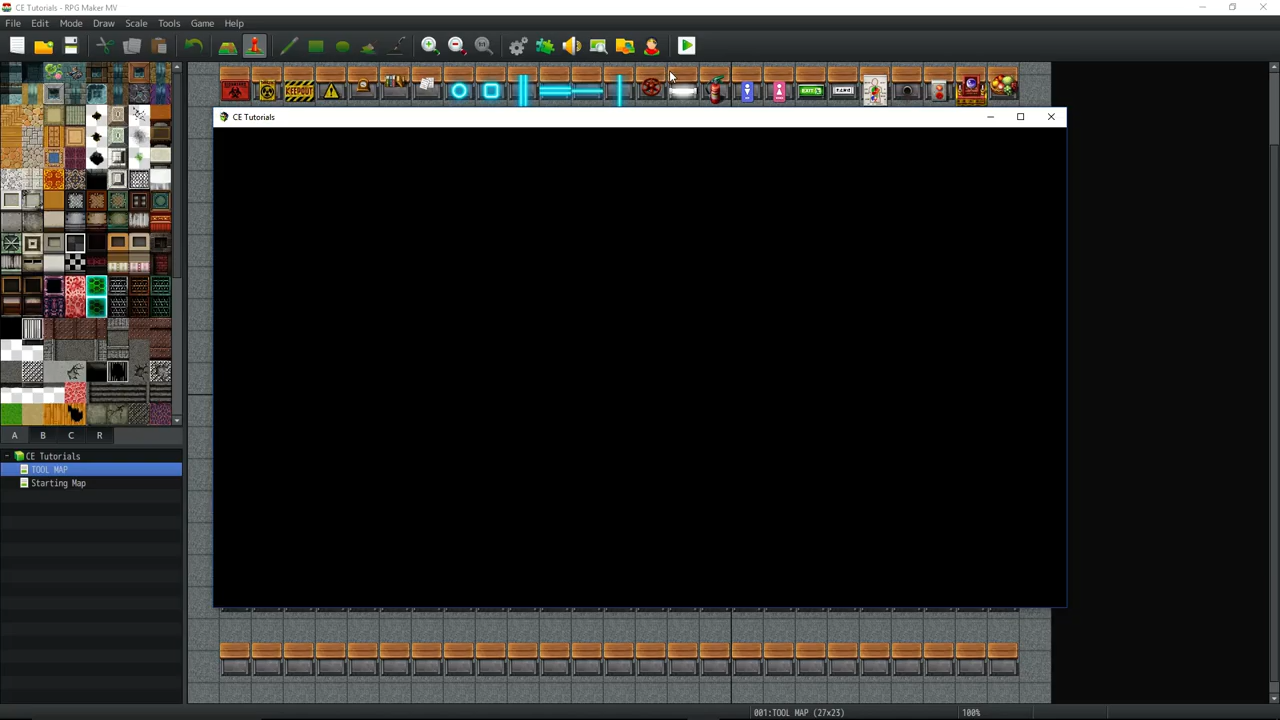 CE Tutorials - RPG Maker MV
File Edit Mode Draw Scale Tools Game Help
KEEPOUT
EXIT
CE Tutorials
A B C R
CE Tutorials
TOOL MAP
Starting Map
001:TOOL MAP (27x23) 100%